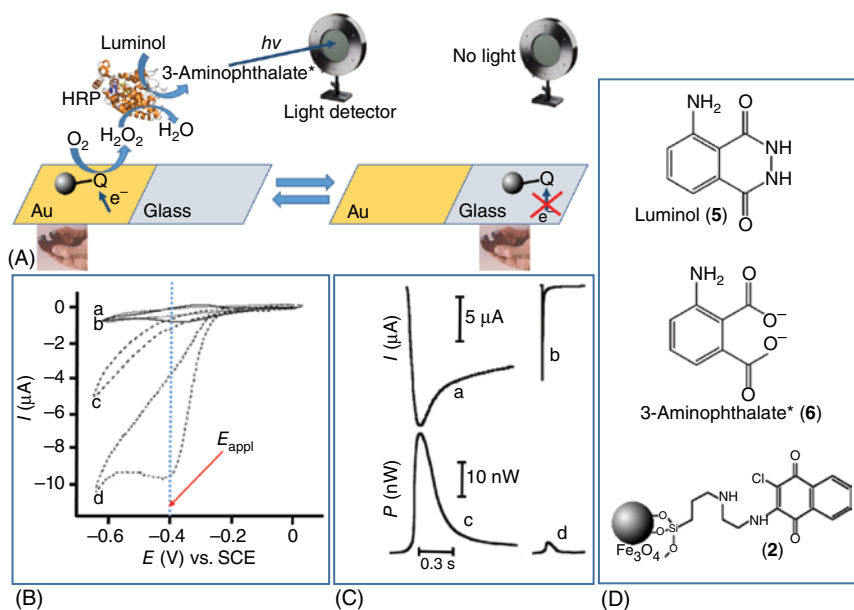 Luminol
hv
3-Aminophthalate*
No light
HRP
Light detector
H₂O
H₂O₂
O₂
Q
e⁻
Au
Glass
Q
e⁻
Au
Glass
(A)
0
−2
−4
−6
−8
−10
I (μA)
a
b
c
d
E_appl
−0.6
−0.4
−0.2
0
E (V) vs. SCE
(B)
I (μA)
5 μA
a
b
P (nW)
10 nW
c
d
0.3 s
(C)
NH₂
O
NH
NH
O
Luminol (5)
NH₂
O
O⁻
O⁻
O
3-Aminophthalate* (6)
O
Cl
NH
NH
O
O
Si
O
O
Fe₃O₄
(2)
(D)